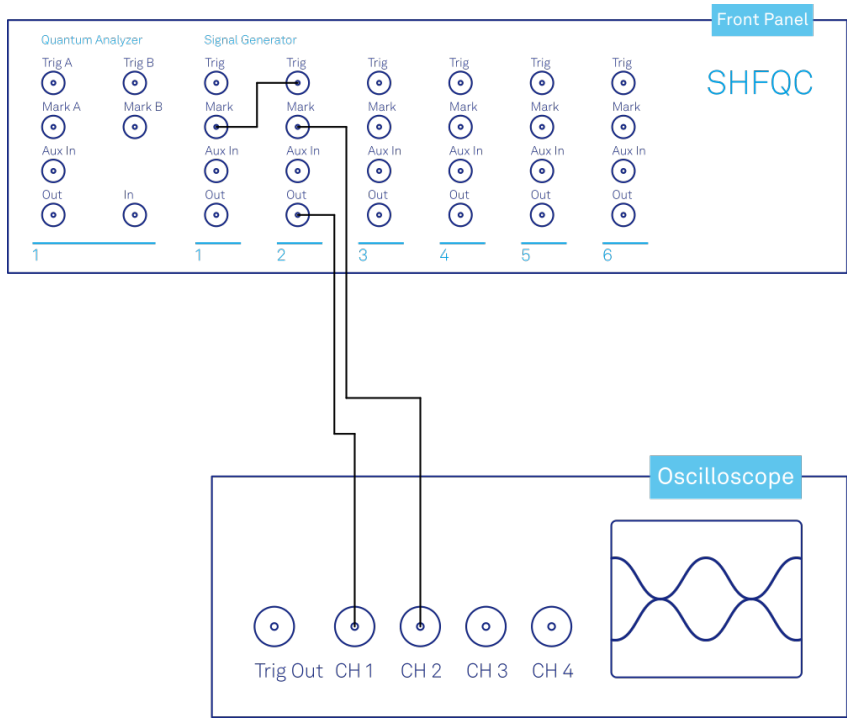 Front Panel
Quantum Analyzer Signal Generator
SHFQC
Trig A Trig B Trig Trig Trig Trig Trig Trig
Mark A Mark B Mark Mark Mark Mark Mark Mark
Aux In Aux In Aux In Aux In Aux In Aux In Aux In
Out In Out Out Out Out Out Out
1 1 2 3 4 5 6
Oscilloscope
Trig Out CH 1 CH 2 CH 3 CH 4